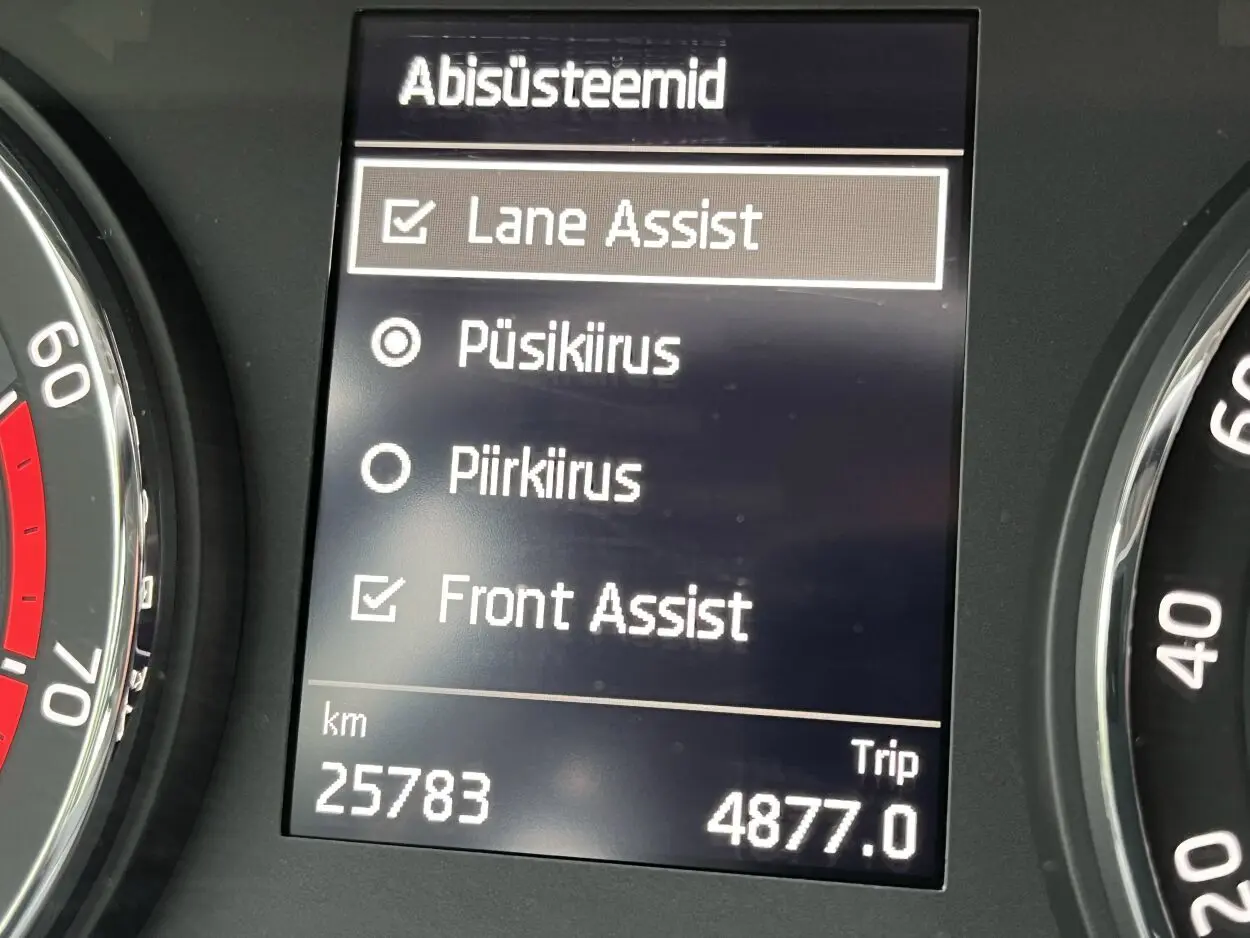 Abisüsteemid
Lane Assist
Püsikiirus
Piirkiirus
Front Assist
km
Trip
25783
4877.0
60
70
60
40
20